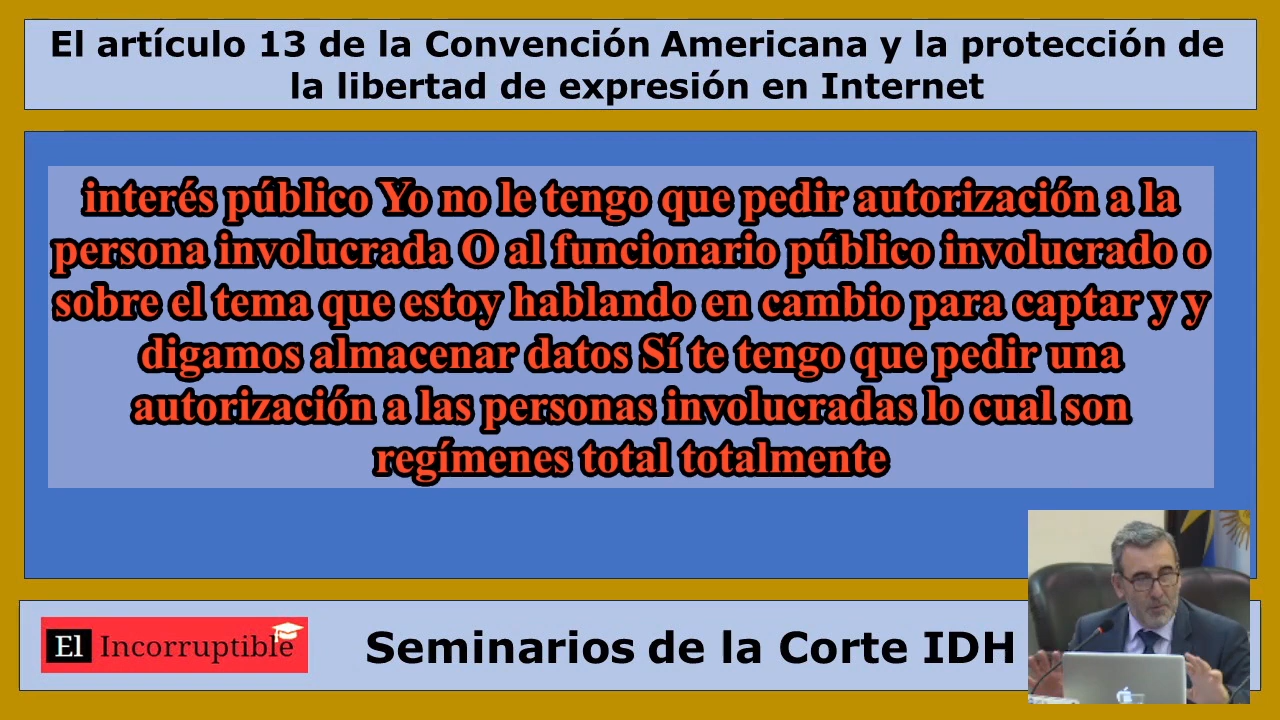 El artículo 13 de la Convención Americana y la protección de
la libertad de expresión en Internet
interés público Yo no le tengo que pedir autorización a la
persona involucrada O al funcionario público involucrado o
sobre el tema que estoy hablando en cambio para captar y y
digamos almacenar datos Sí te tengo que pedir una
autorización a las personas involucradas lo cual son
regímenes total totalmente
El Incorruptible
Seminarios de la Corte IDH